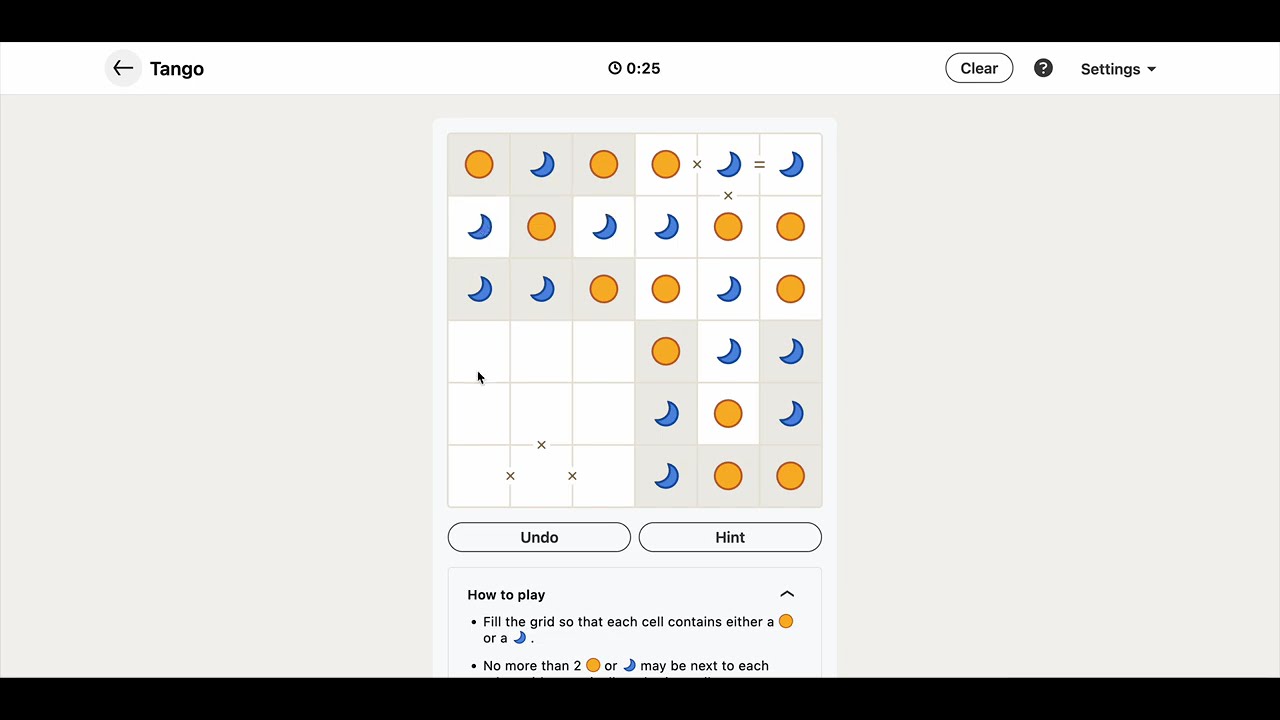 Tango
0:25
Clear
?
Settings
× =
×
×
× ×
Undo
Hint
How to play
• Fill the grid so that each cell contains either a
or a .
• No more than 2 or may be next to each